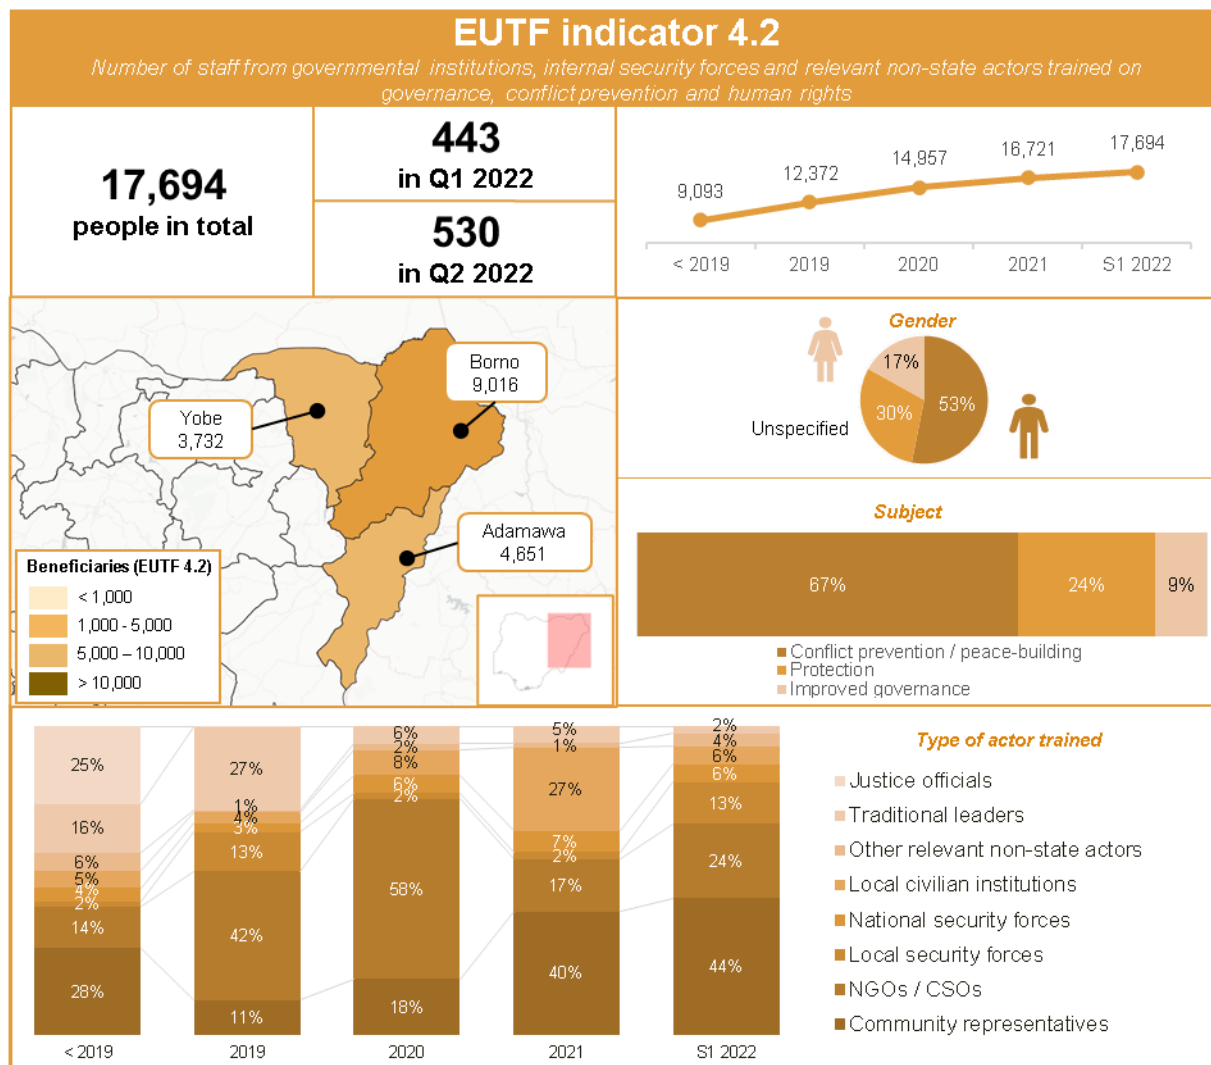 EUTF indicator 4.2
Number of staff from governmental institutions, internal security forces and relevant non-state actors trained on
governance, conflict prevention and human rights
17,694
people in total
443
in Q1 2022
530
in Q2 2022
9,093
12,372
14,957
16,721
17,694
< 2019
2019
2020
2021
S1 2022
Borno
9,016
Yobe
3,732
Adamawa
4,651
Beneficiaries (EUTF 4.2)
< 1,000
1,000 - 5,000
5,000 – 10,000
> 10,000
Gender
17%
30%
53%
Unspecified
Subject
67%
24%
9%
Conflict prevention / peace-building
Protection
Improved governance
25%
16%
6%
5%
4%
2%
14%
28%
27%
1%
4%
3%
13%
42%
11%
6%
2%
8%
6%
2%
58%
18%
5%
1%
27%
7%
2%
17%
40%
2%
4%
6%
6%
13%
24%
44%
< 2019
2019
2020
2021
S1 2022
Type of actor trained
Justice officials
Traditional leaders
Other relevant non-state actors
Local civilian institutions
National security forces
Local security forces
NGOs / CSOs
Community representatives